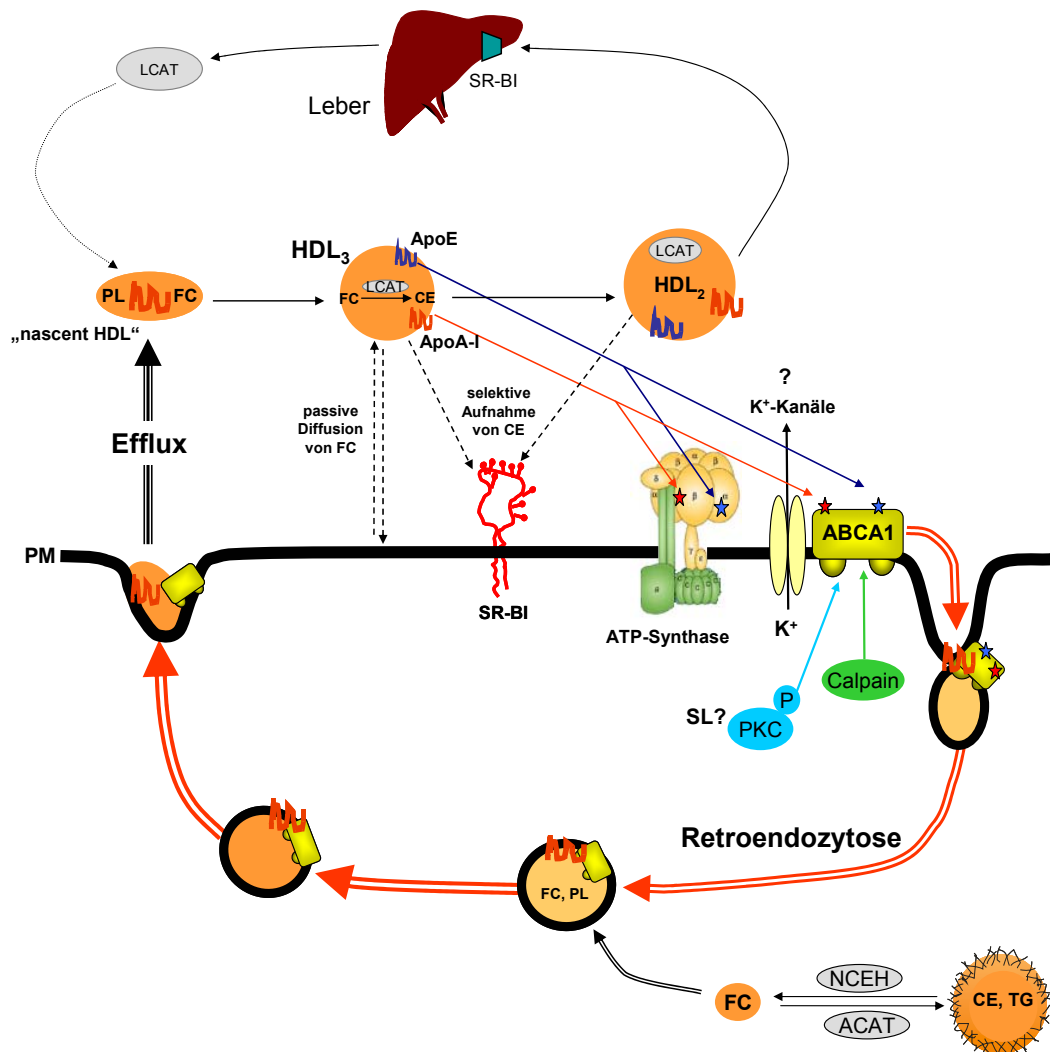 LCAT
SR-BI
Leber
ApoE
HDL3
LCAT
FC
CE
ApoA-I
LCAT
HDL2
PL
FC
„nascent HDL“
?
K+-Kanäle
selektive
Aufnahme
von CE
passive
Diffusion
von FC
Efflux
β
α
β
δ
α
β
α
γ
ε
a
ABCA1
PM
SR-BI
ATP-Synthase
K+
Calpain
P
SL?
PKC
Retroendozytose
FC, PL
NCEH
FC
CE, TG
ACAT